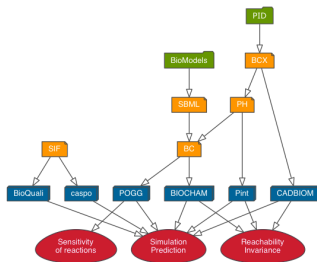 PID
BioModels
BCX
SBML
PH
SIF
BC
BioQuali
caspo
POGG
BIOCHAM
Pint
CADBIOM
Sensitivity
of reactions
Simulation
Prediction
Reachability
Invariance